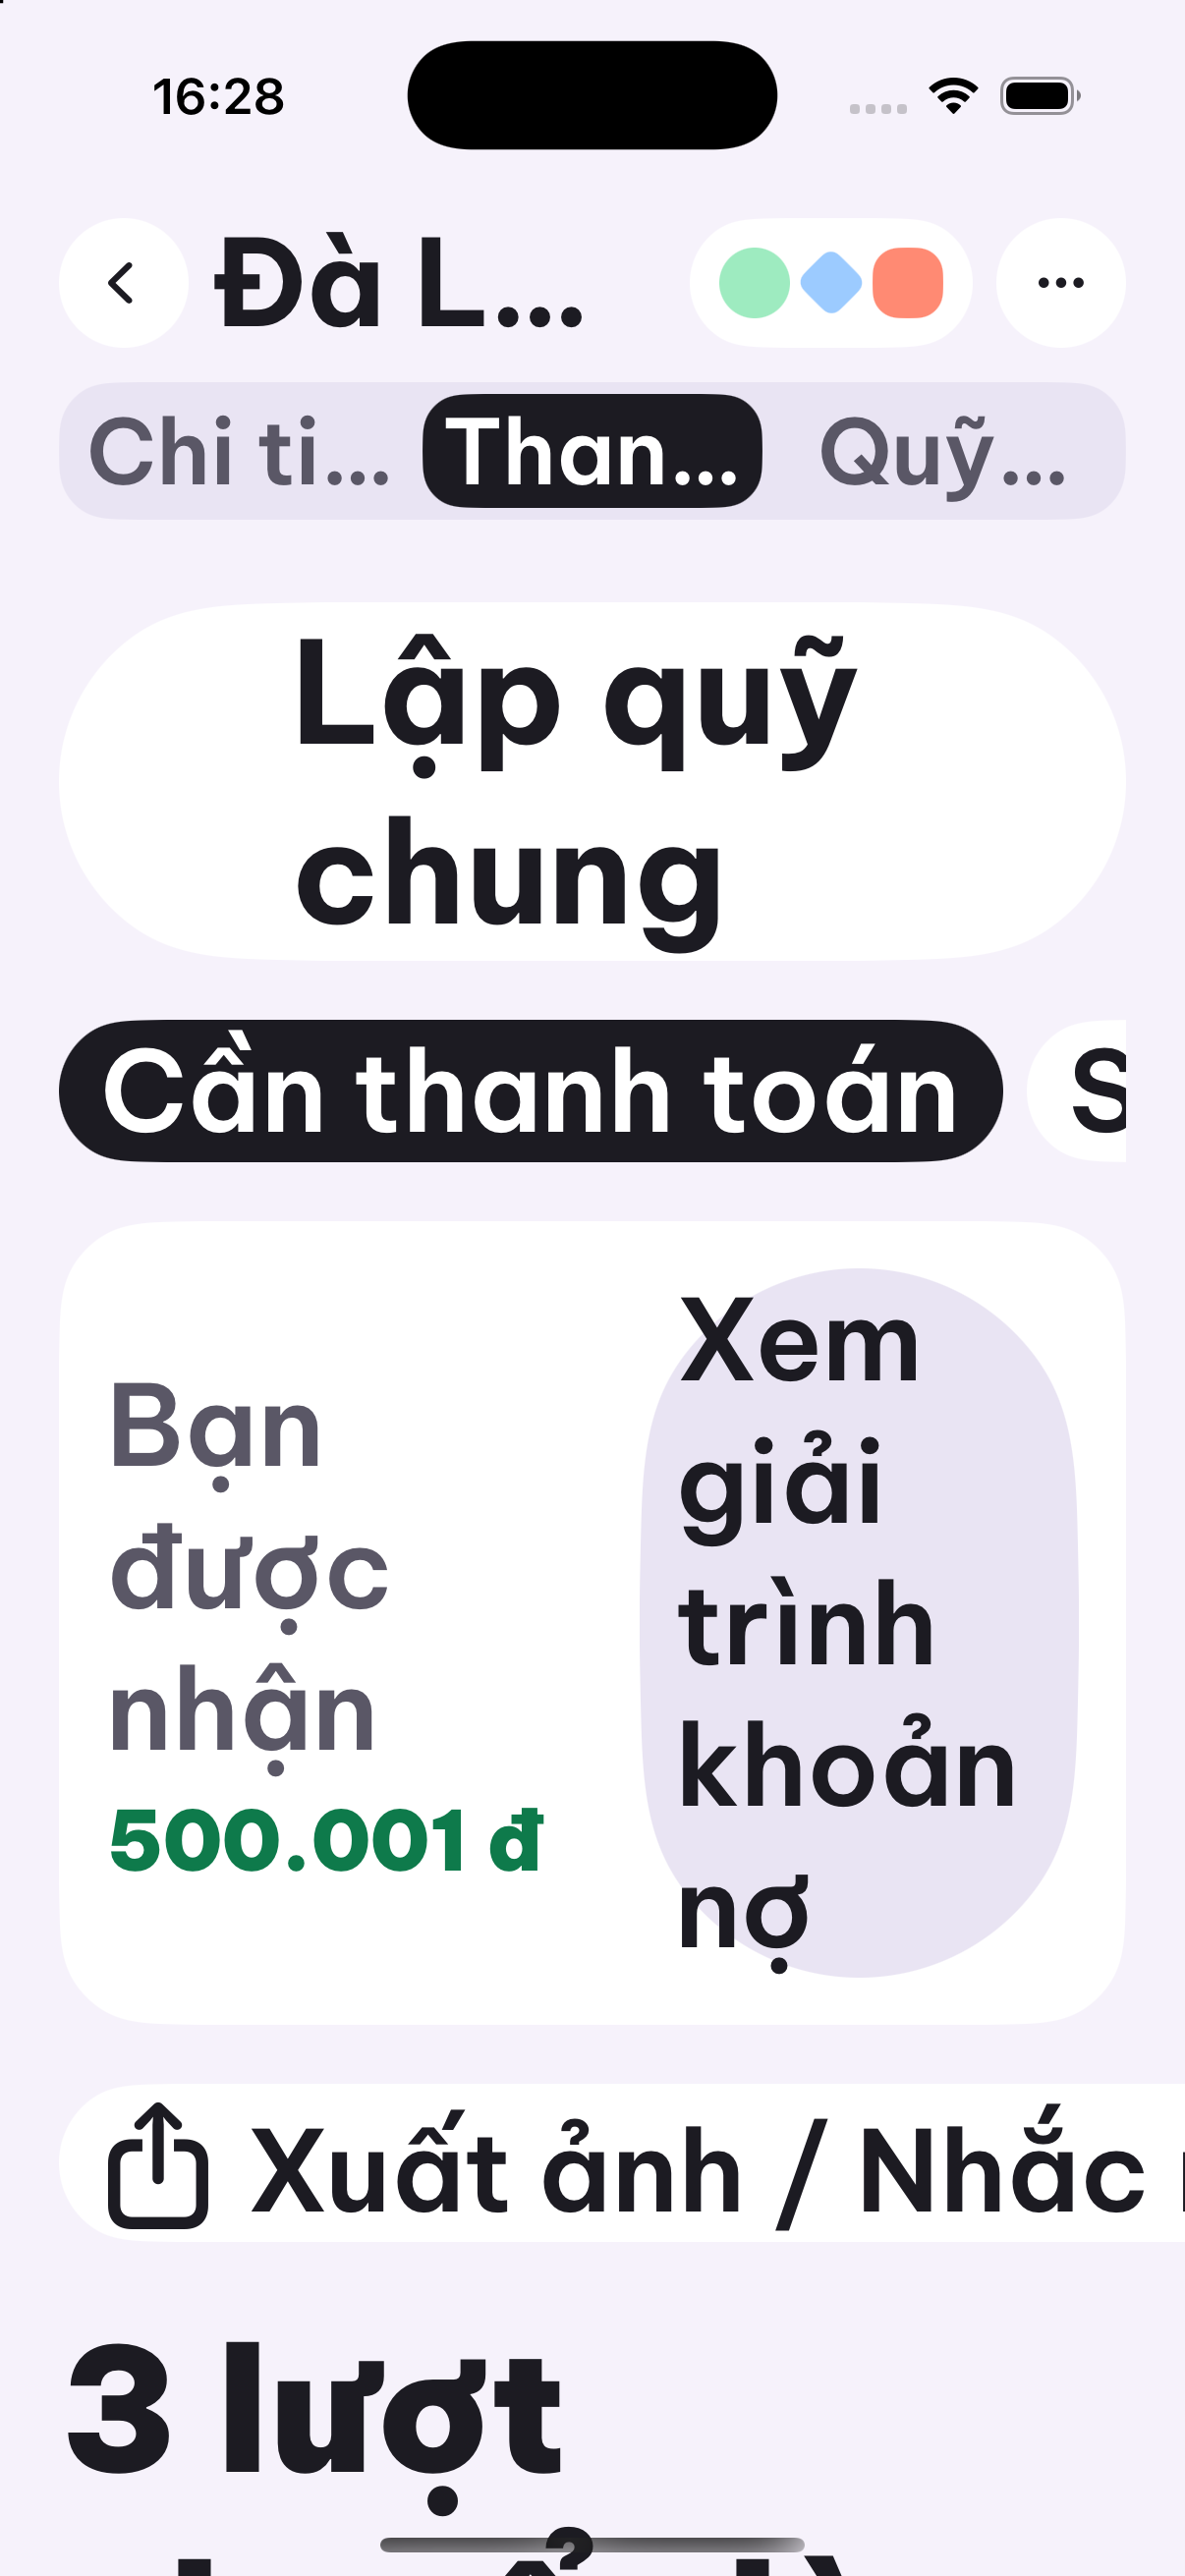 16:28
Đà L...
Chi ti...
Than...
Quỹ...
Lập quỹ
chung
Cần thanh toán
S
Bạn
được
nhận
500.001 đ
Xem
giải
trình
khoản
nợ
Xuất ảnh / Nhắc
3 lượt